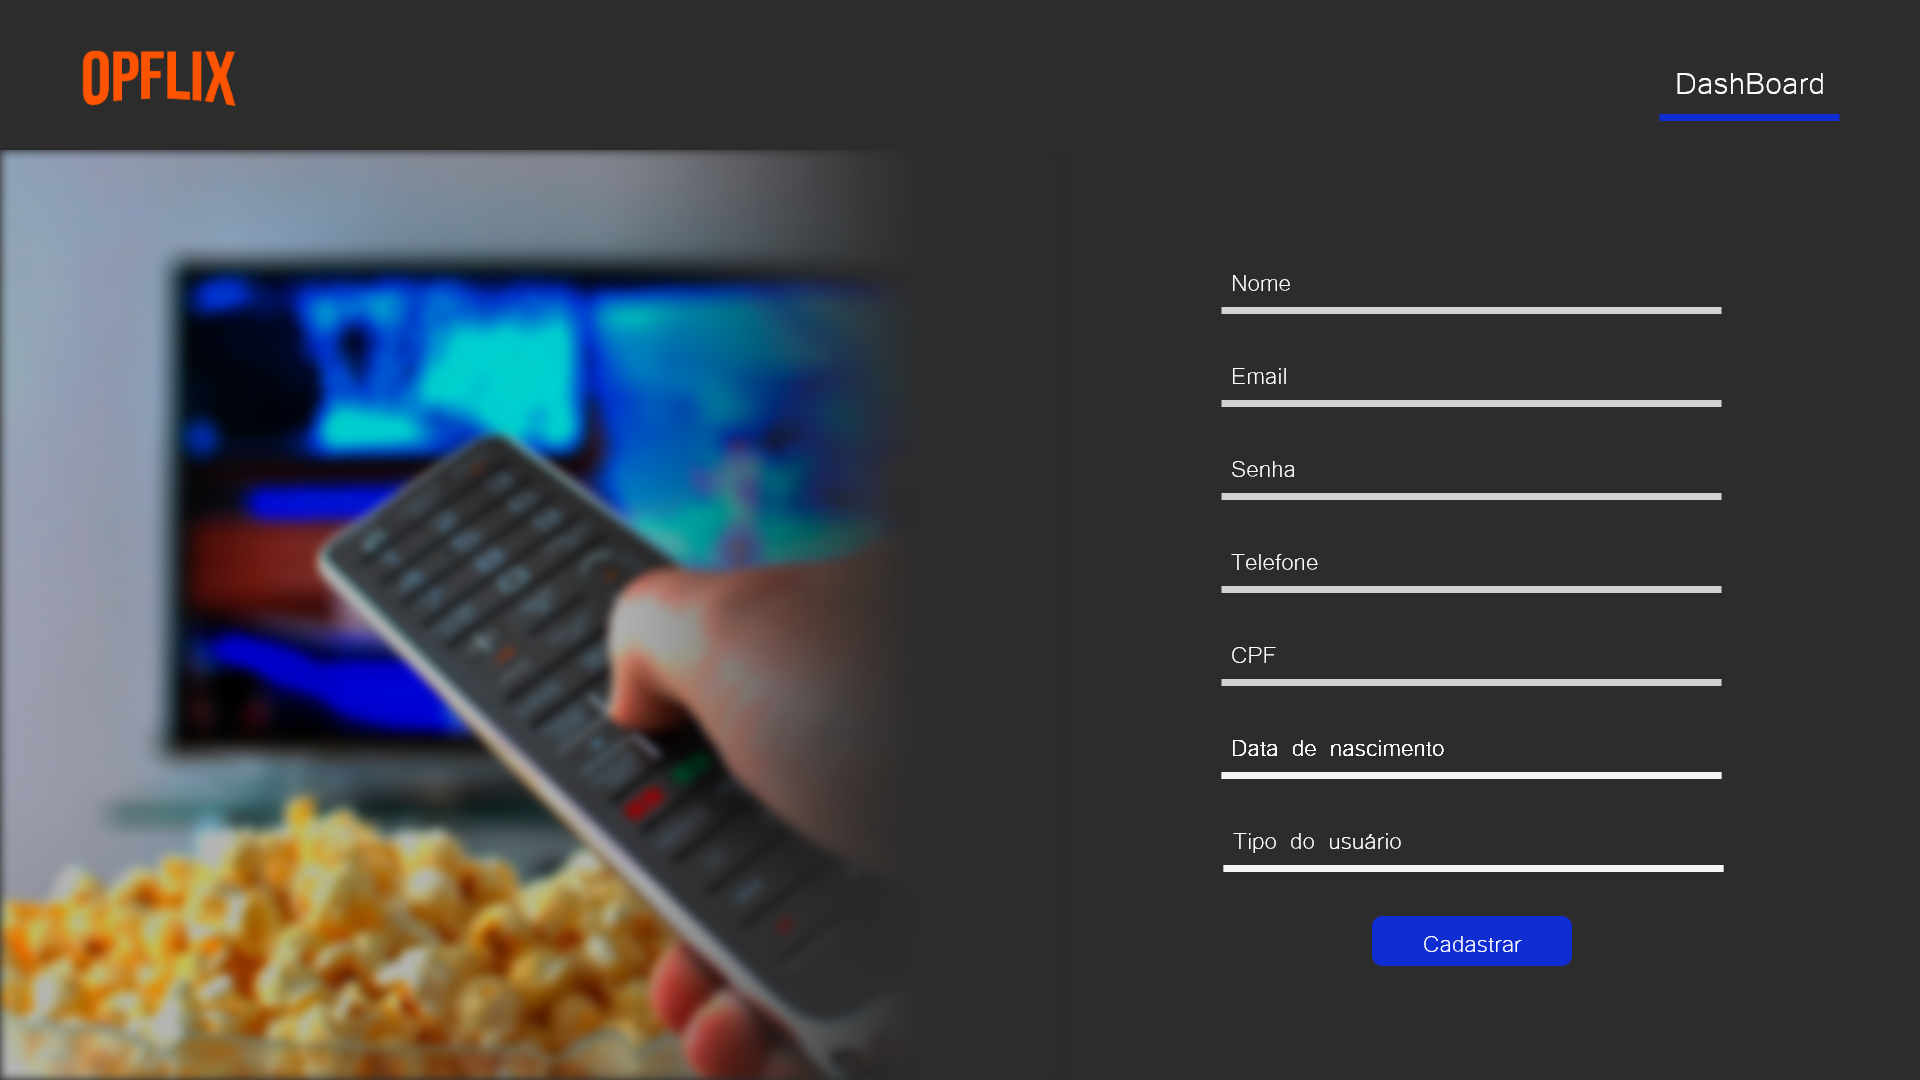 OPFLIX
DashBoard
Nome
Email
Senha
Telefone
CPF
Data de nascimento
Tipo do usuário
Cadastrar